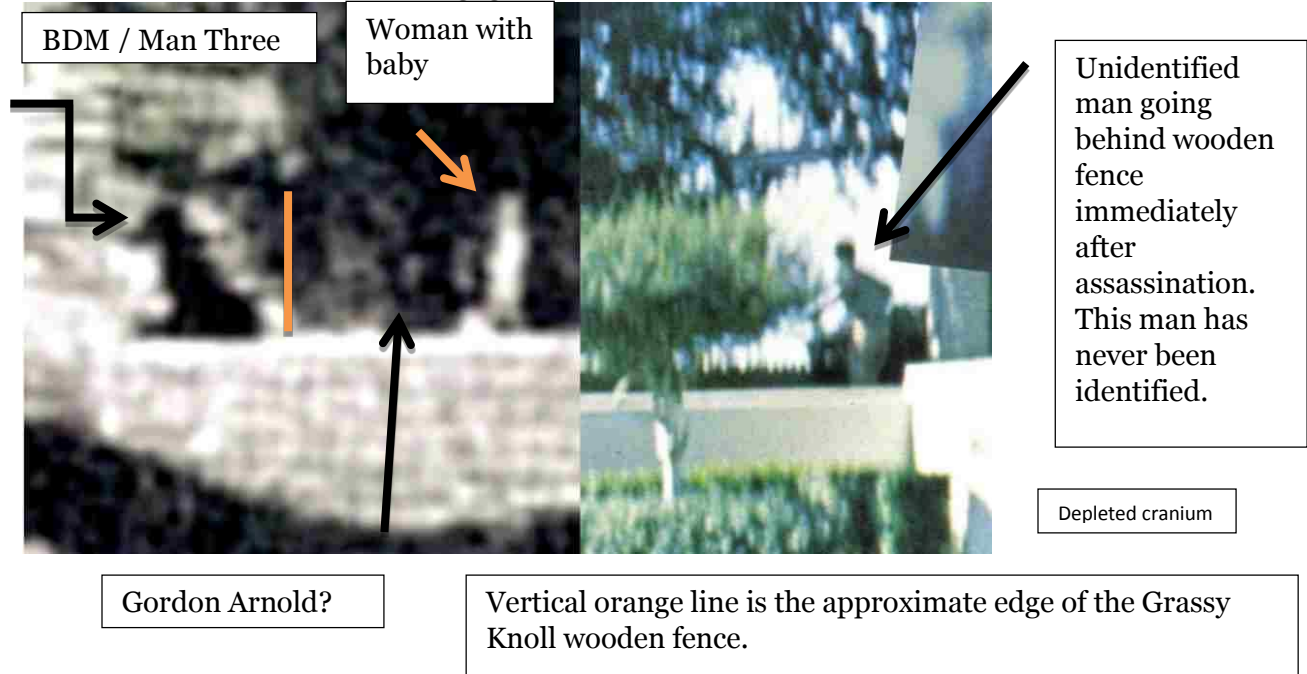 BDM / Man Three
Woman with
baby
Unidentified
man going
behind wooden
fence
immediately
after
assassination.
This man has
never been
identified.
Depleted cranium
Gordon Arnold?
Vertical orange line is the approximate edge of the Grassy
Knoll wooden fence.